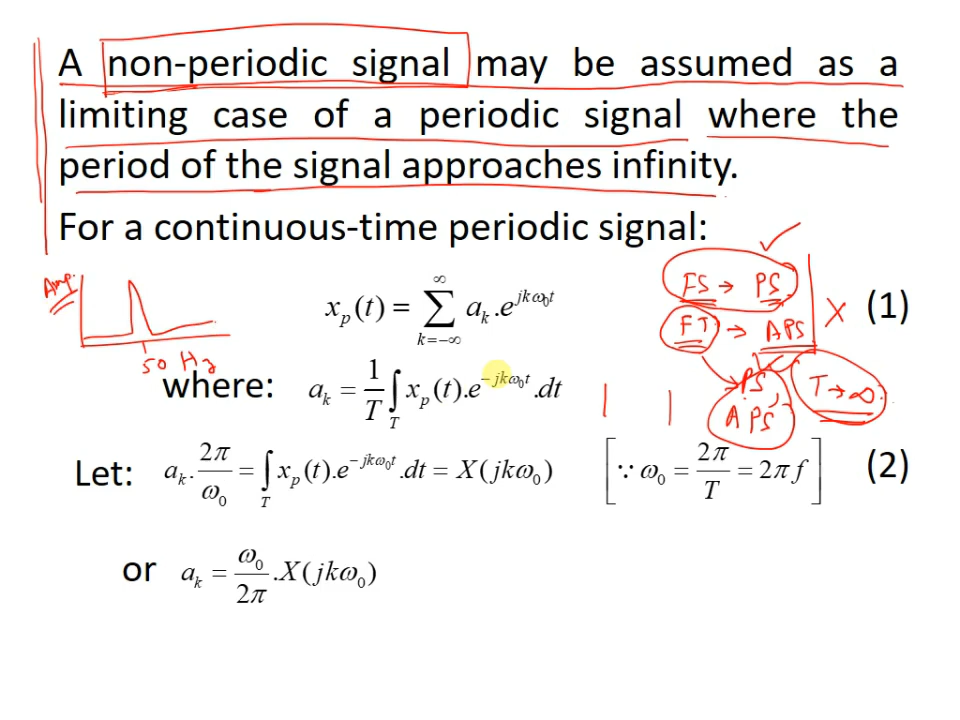 A non-periodic signal may be assumed as a
limiting case of a periodic signal where the
period of the signal approaches infinity.
For a continuous-time periodic signal:
Amp.
50 Hz
x_p(t) = ∑_{k=-∞}^{∞} a_k.e^{jkω_0t} (1)
FS → PS
FT → APS
X
where: a_k = 1/T ∫_T x_p(t).e^{-jkω_0t}.dt
PS,
APS
T→∞
Let: a_k.2π/ω_0 = ∫_T x_p(t).e^{-jkω_0t}.dt = X(jkω_0) [∵ ω_0 = 2π/T = 2πf] (2)
or a_k = ω_0/2π.X(jkω_0)